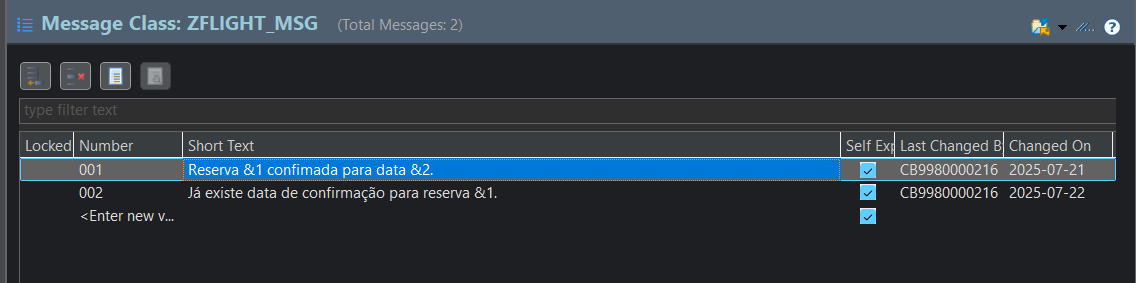 Message Class: ZFLIGHT_MSG (Total Messages: 2)
type filter text
Locked Number Short Text Self Exp Last Changed B Changed On
001 Reserva &1 confimada para data &2. CB9980000216 2025-07-21
002 Já existe data de confirmação para reserva &1. CB9980000216 2025-07-22
<Enter new v...